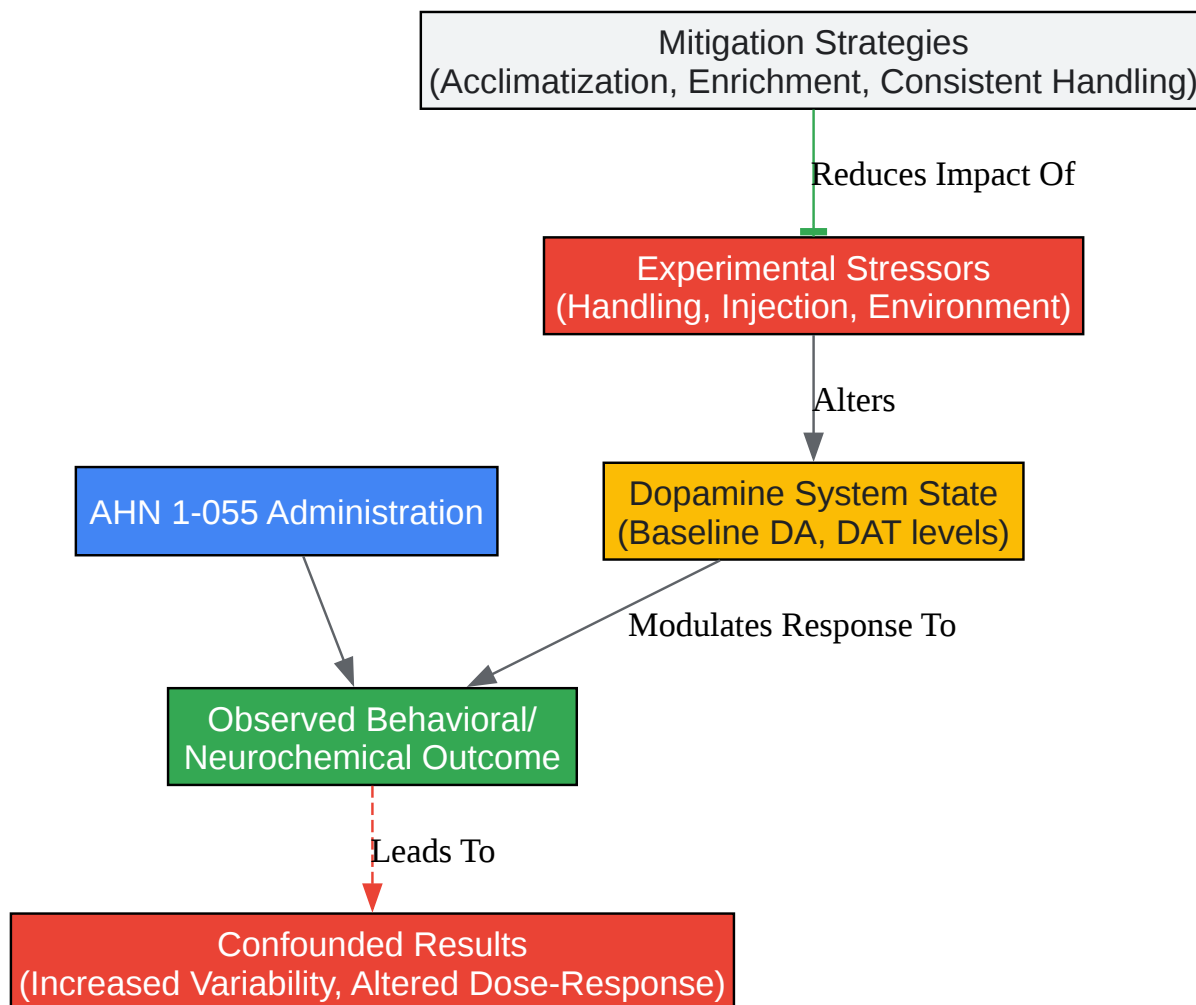 Mitigation Strategies
(Acclimatization, Enrichment, Consistent Handling)
Reduces Impact Of
Experimental Stressors
(Handling, Injection, Environment)
Alters
AHN 1-055 Administration
Dopamine System State
(Baseline DA, DAT levels)
Modulates Response To
Observed Behavioral/
Neurochemical Outcome
Leads To
Confounded Results
(Increased Variability, Altered Dose-Response)